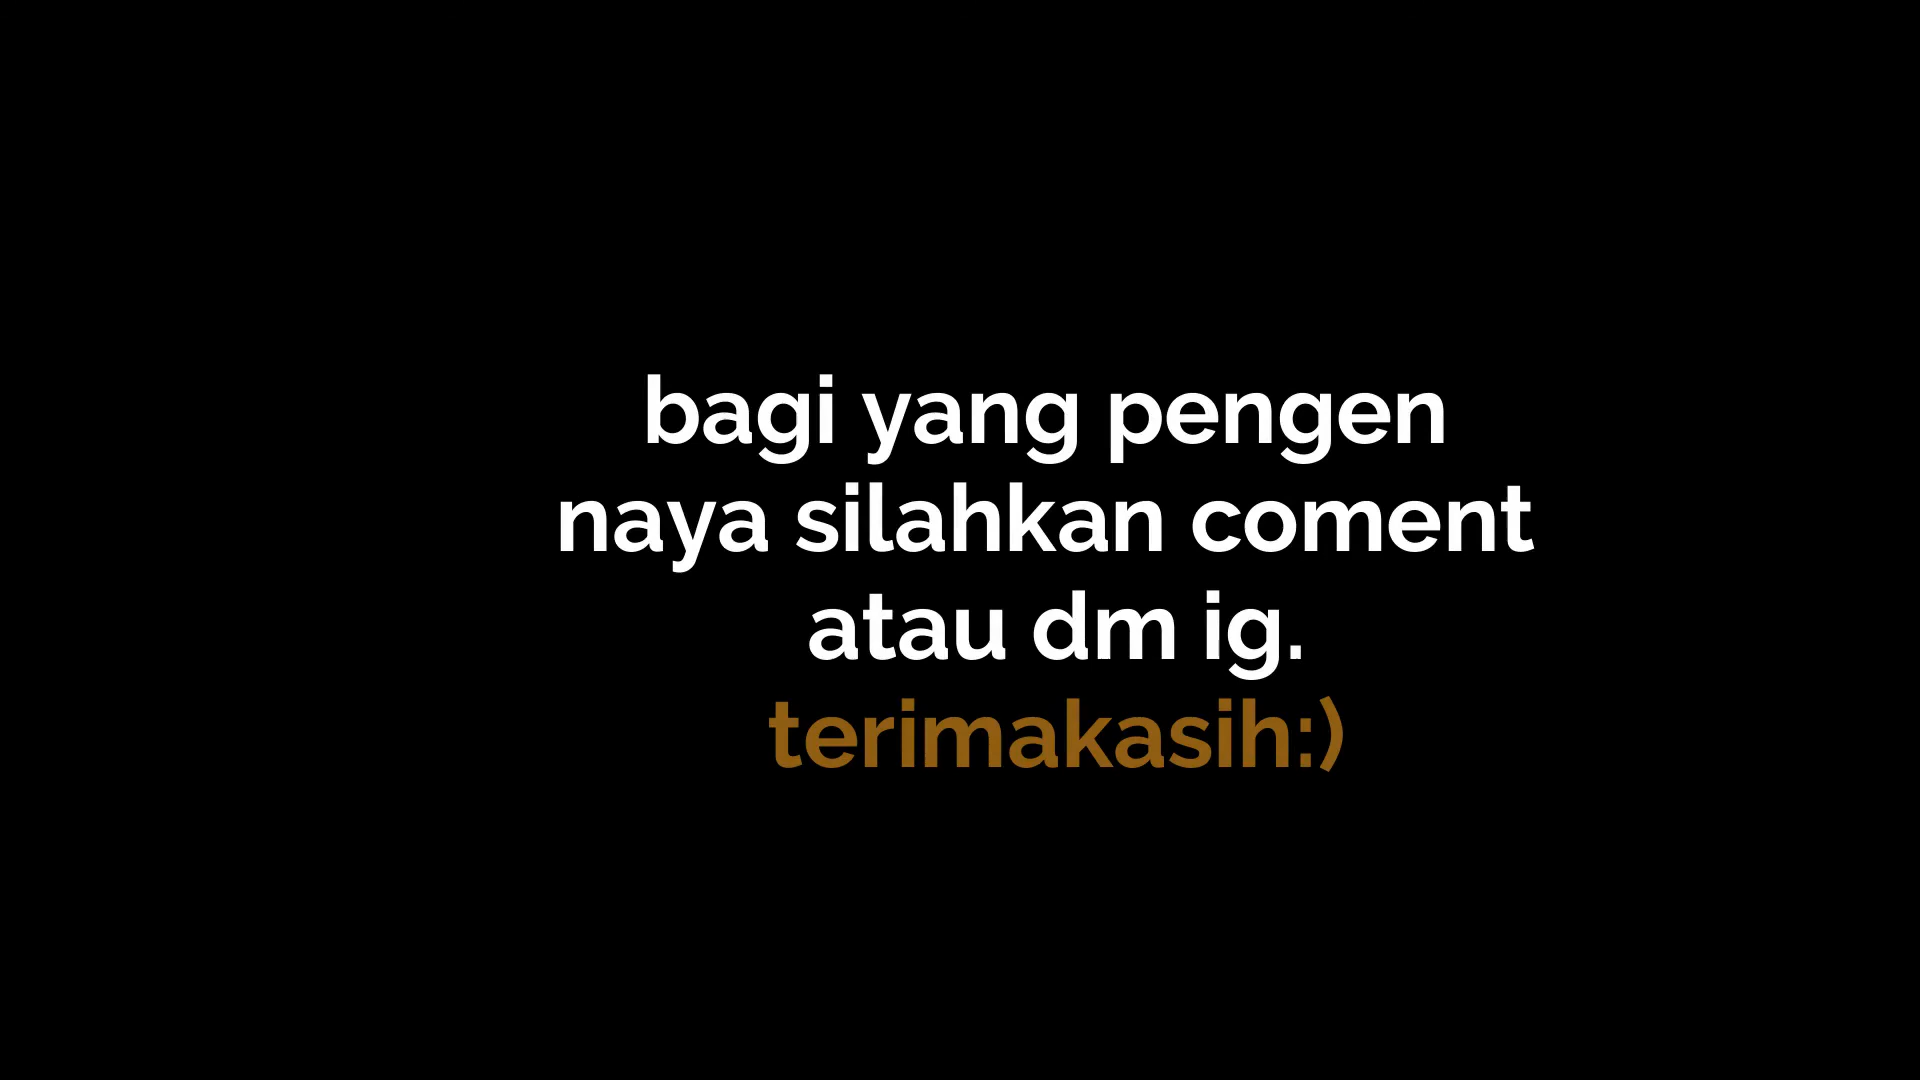 bagi yang pengen
naya silahkan coment
atau dm ig.
terimakasih:)